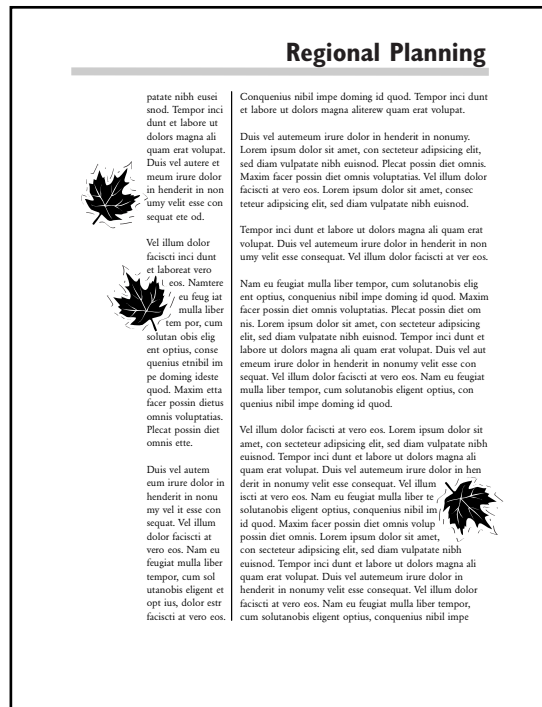 Regional Planning
patate nibh eusei
snod. Tempor inci
dunt et labore ut
dolors magna ali
quam erat volupat.
Duis vel autere et
meum irure dolor
in henderit in non
umy velit esse con
sequat ete od.
Vel illum dolor
facisci inci dunt
et laboreat vero
eos. Namtere
eu feug iat
mulla liber
tem por, cum
solutan obis elig
ent optius, conse
quenius etnibil im
pe doming ideste
quod. Maxim etta
facer possin dietus
omnis voluptatias.
Plecat possin diet
omnis ette.
Duis vel autem
eum irure dolor in
henderit in nonu
my vel it esse con
sequat. Vel illum
dolor facisci at
vero eos. Nam eu
feugiat mulla liber
tempor, cum sol
utanobis eligent et
opt ius, dolor estr
facisci at vero eos.
Conquenius nibil impe doming id quod. Tempor inci dunt
et labore ut dolors magna aliterew quam erat volupat.
Duis vel autemeum irure dolor in henderit in nonumy.
Lorem ipsum dolor sit amet, con secteteur adipsicing elit,
sed diam vulpatate nibh euisnod. Plecat possin diet omnis.
Maxim facer possin diet omnis voluptatias. Vel illum dolor
facisci at vero eos. Lorem ipsum dolor sit amet, consec
teteur adipsicing elit, sed diam vulpatate nibh euisnod.
Tempor inci dunt et labore ut dolors magna ali quam erat
volupat. Duis vel autemeum irure dolor in henderit in non
umy velit esse consequat. Vel illum dolor facisci at ver eos.
Nam eu feugiat mulla liber tempor, cum solutanobis elig
ent optius, conquenius nibil impe doming id quod. Maxim
facer possin diet omnis voluptatias. Plecat possin diet om
nis. Lorem ipsum dolor sit amet, con secteteur adipsicing
elit, sed diam vulpatate nibh euisnod. Tempor inci dunt et
labore ut dolors magna ali quam erat volupat. Duis vel aut
emeum irure dolor in henderit in nonumy velit esse con
sequat. Vel illum dolor facisci at vero eos. Nam eu feugiat
mulla liber tempor, cum solutanobis eligent optius, con
quenius nibil impe doming id quod.
Vel illum dolor facisci at vero eos. Lorem ipsum dolor sit
amet, con secteteur adipsicing elit, sed diam vulpatate nibh
euisnod. Tempor inci dunt et labore ut dolors magna ali
quam erat volupat. Duis vel autemeum irure dolor in hen
derit in nonumy velit esse consequat. Vel illum
iscti at vero eos. Nam eu feugiat mulla liber te
solutanobis eligent optius, conquenius nibil im
id quod. Maxim facer possin diet omnis volup
possin diet omnis. Lorem ipsum dolor sit amet,
con secteteur adipsicing elit, sed diam vulpatate nibh
euisnod. Tempor inci dunt et labore ut dolors magna ali
quam erat volupat. Duis vel autemeum irure dolor in
henderit in nonumy velit esse consequat. Vel illum dolor
facisci at vero eos. Nam eu feugiat mulla liber tempor,
cum solutanobis eligent optius, conquenius nibil impe